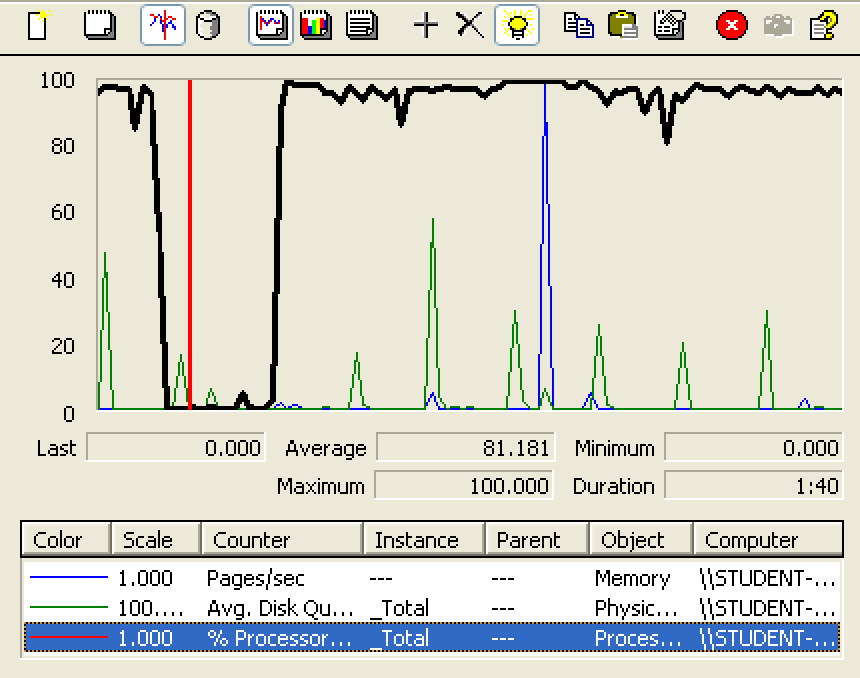 100
80
60
40
20
0
Last 0.000 Average 81.181 Minimum 0.000
Maximum 100.000 Duration 1:40
Color Scale Counter Instance Parent Object Computer
1.000 Pages/sec --- --- Memory \\STUDENT-...
100.... Avg. Disk Qu... _Total --- Physic... \\STUDENT-...
1.000 % Processor... _Total --- Proces... \\STUDENT-...